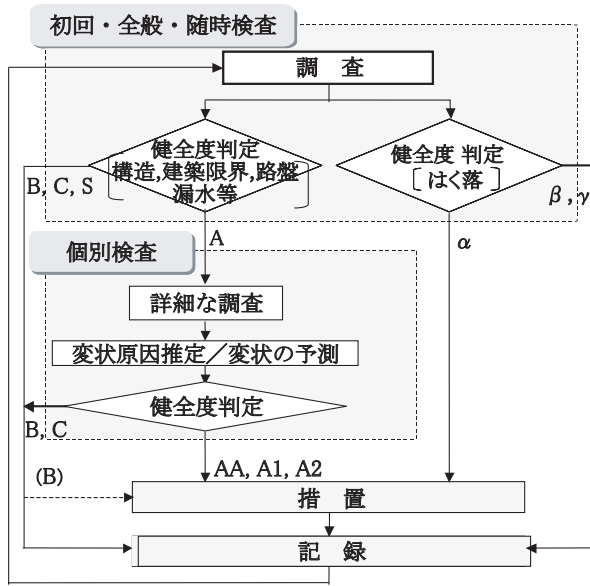 初回・全般・随時検査
調 査
健全度判定
構造,建築限界,路盤
漏水等
健全度 判定
[はく落]
B, C, S
β, γ
A
α
個別検査
詳細な調査
変状原因推定／変状の予測
健全度判定
B, C
AA, A1, A2
(B)
措 置
記 録